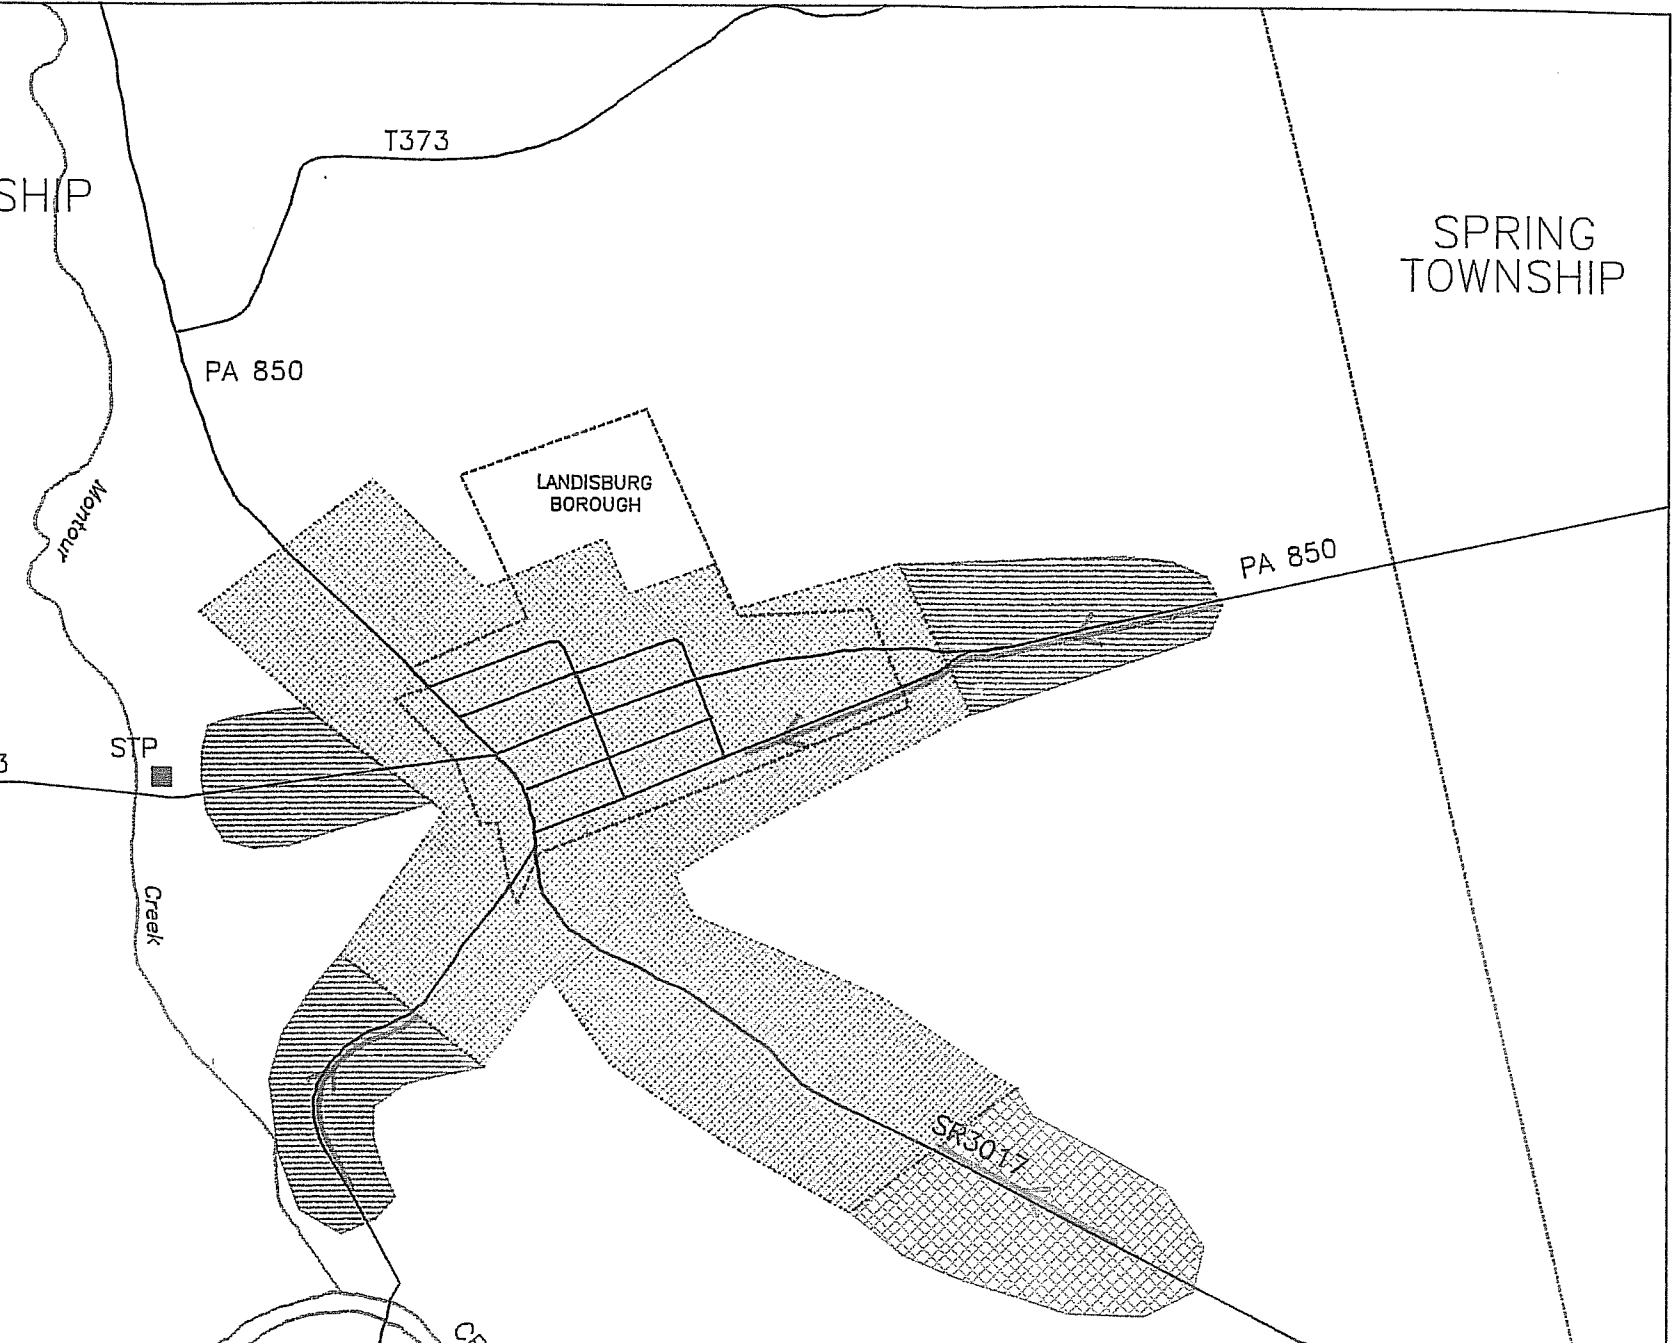 T373
SHIP
SPRING
TOWNSHIP
PA 850
LANDISBURG
BOROUGH
Montour
PA 850
STP
3
Creek
SR3017